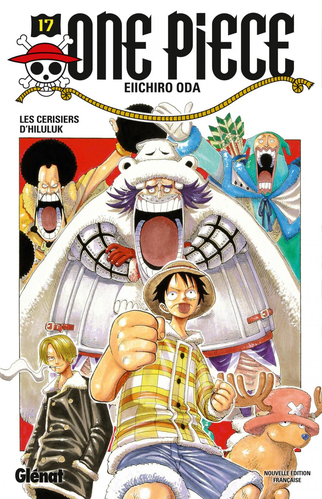 17
ONE PIECE
EIICHIRO ODA
LES CERISIERS
D'HILULUK
Glénat
NOUVELLE EDITION
FRANÇAISE